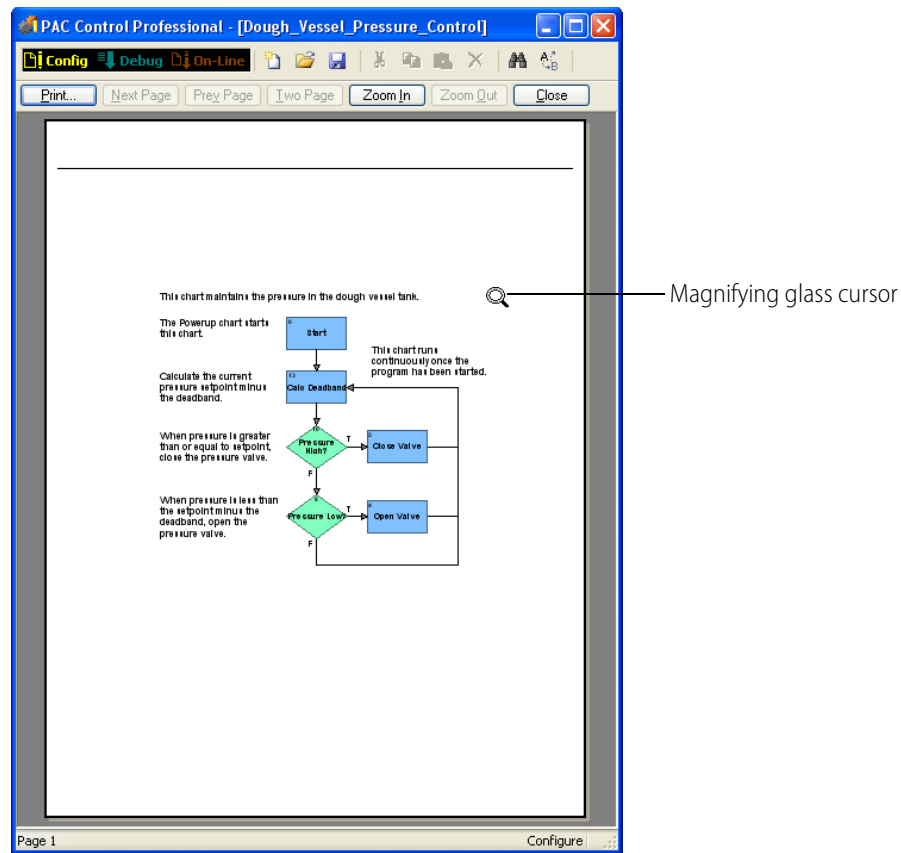 PAC Control Professional - [Dough_Vessel_Pressure_Control]
Config Debug On-Line
Print... Next Page Prev Page Two Page Zoom In Zoom Out Close
This chart maintains the pressure in the dough vessel tank.
Magnifying glass cursor
The Powerup chart starts
this chart.
0
Start
This chart runs
continuously once the
program has been started.
Calculate the current
pressure setpoint minus
the deadband.
13
Calc Deadband
When pressure is greater
than or equal to setpoint,
close the pressure valve.
10
Pressure
High?
T
F
5
Close Valve
When pressure is less than
the setpoint minus the
deadband, open the
pressure valve.
Pressure Low?
T
F
Open Valve
Page 1
Configure